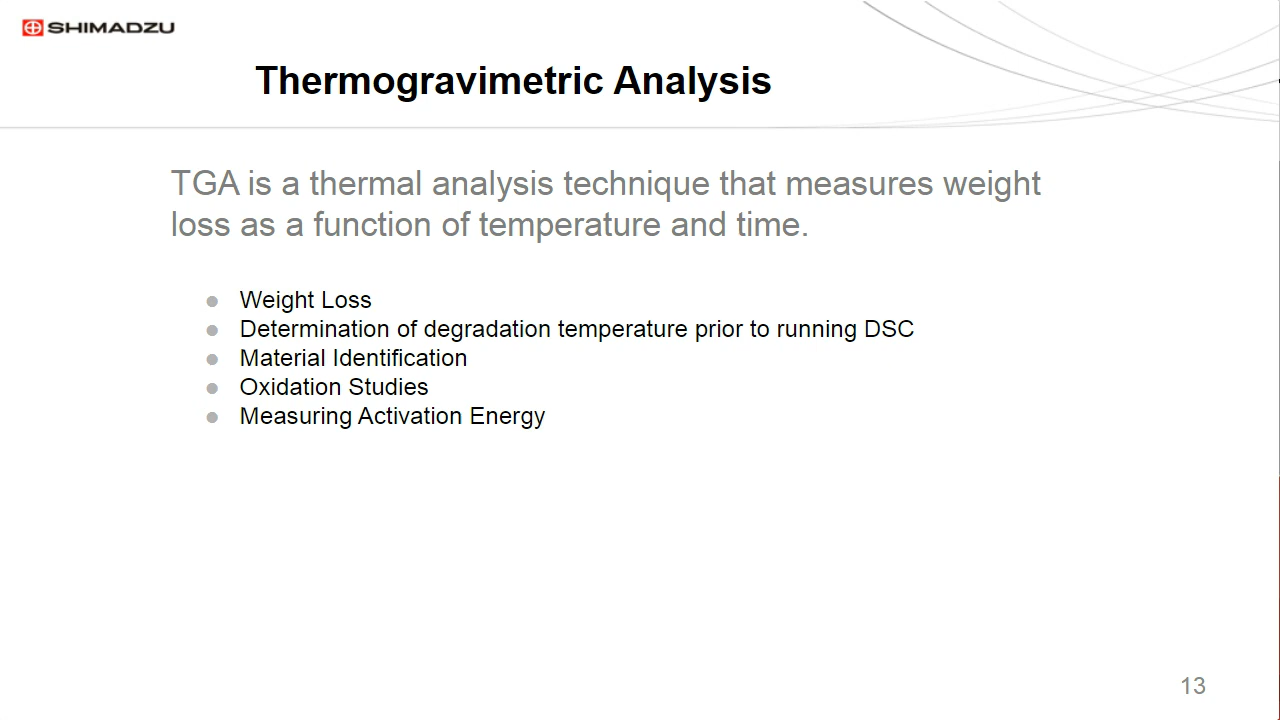 SHIMADZU
Thermogravimetric Analysis
TGA is a thermal analysis technique that measures weight
loss as a function of temperature and time.
Weight Loss
Determination of degradation temperature prior to running DSC
Material Identification
Oxidation Studies
Measuring Activation Energy
13